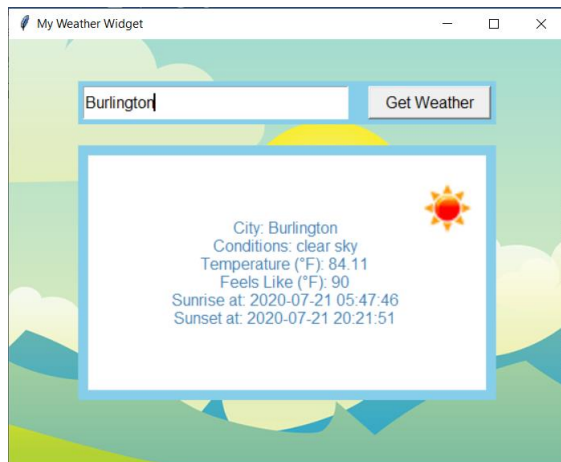 My Weather Widget
Burlington
Get Weather
City: Burlington
Conditions: clear sky
Temperature (°F): 84.11
Feels Like (°F): 90
Sunrise at: 2020-07-21 05:47:46
Sunset at: 2020-07-21 20:21:51